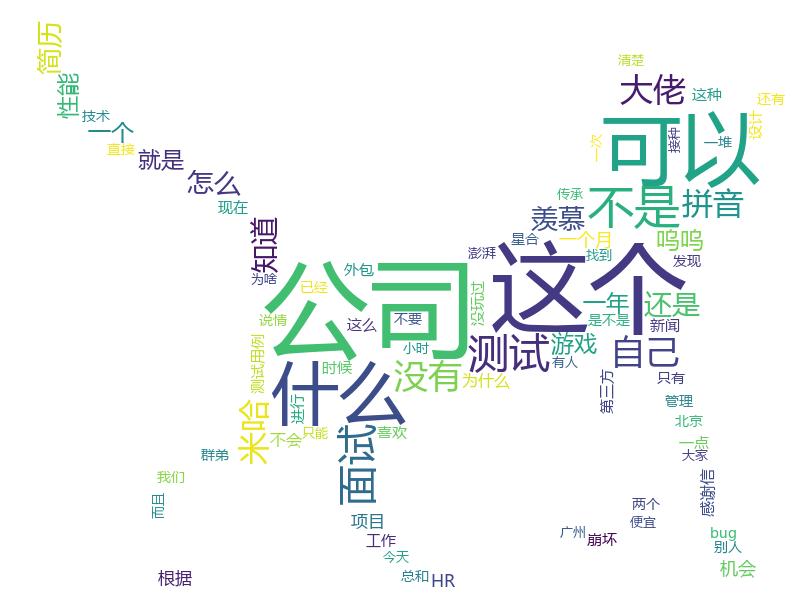 简历
清楚
性能
大佬
这种
还有
技术
一个
可以
设计
直接
就是
一次
接种
一堆
怎么
传承
不是
拼音
现在
羡慕
知道
星合
一个月
呜呜
澎湃
找到
发现
为啥
外包
公司
这个
已经
没玩过
一年
还是
说情
这么
不要
是不是
新闻
测试用例
小时
测试
游戏
自己
时候
有人
什么
没有
为什么
第三方
只有
进行
管理
米哈
不会
只能
喜欢
北京
一点
群弟
面试
大家
我们
感谢信
而且
两个
项目
便宜
工作
广州
崩坏
bug
别人
今天
根据
总和
HR
机会